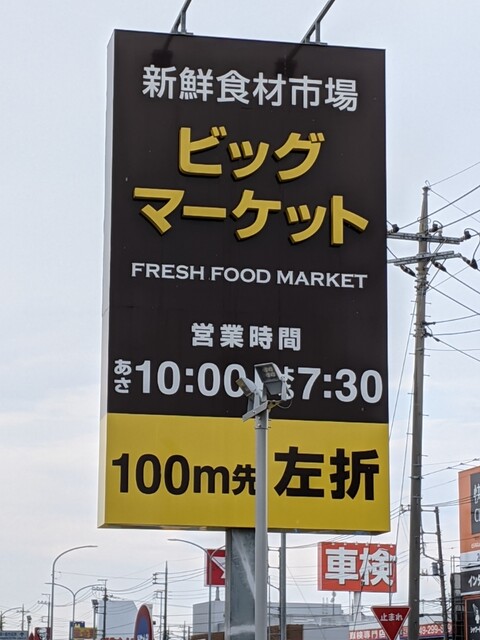 新鮮食材市場
ビッグ
マーケット
FRESH FOOD MARKET
営業時間
あさ10:00 7:30
100m先 左折
車検
止まれ